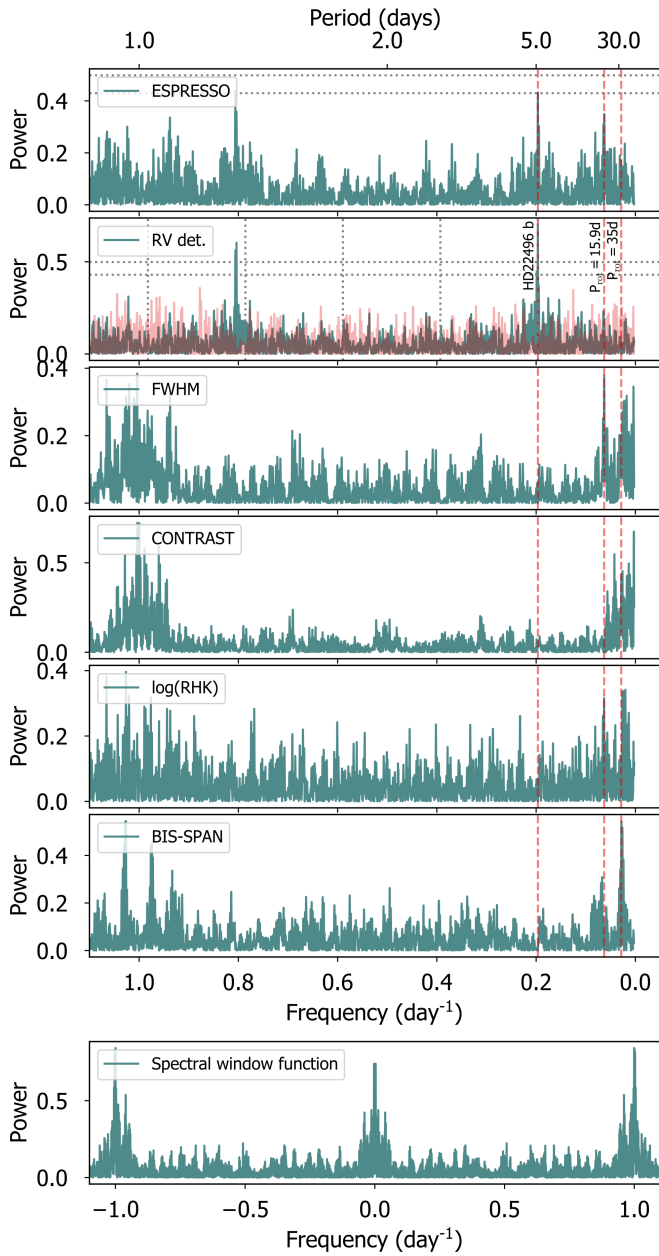 Period (days)
1.0 2.0 5.0 30.0
Power
0.4
0.2
0.0
ESPRESSO
Power
0.5
0.0
RV det.
HD22496 b
P_rot = 15.9d
P_rot = 35d
Power
0.4
0.2
0.0
FWHM
Power
0.5
0.0
CONTRAST
Power
0.4
0.2
0.0
log(RHK)
Power
0.4
0.2
0.0
BIS-SPAN
1.0 0.8 0.6 0.4 0.2 0.0
Frequency (day⁻¹)
Power
0.5
0.0
Spectral window function
−1.0 −0.5 0.0 0.5 1.0
Frequency (day⁻¹)